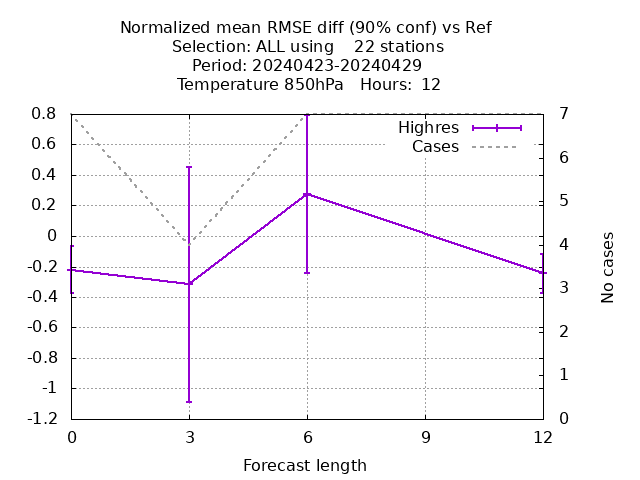 Normalized mean RMSE diff (90% conf) vs Ref
Selection: ALL using    22 stations
Period: 20240423-20240429
Temperature 850hPa   Hours:  12
Highres
Cases
0.8
0.6
0.4
0.2
0
-0.2
-0.4
-0.6
-0.8
-1
-1.2
7
6
5
4
3
2
1
0
No cases
0 3 6 9 12
Forecast length